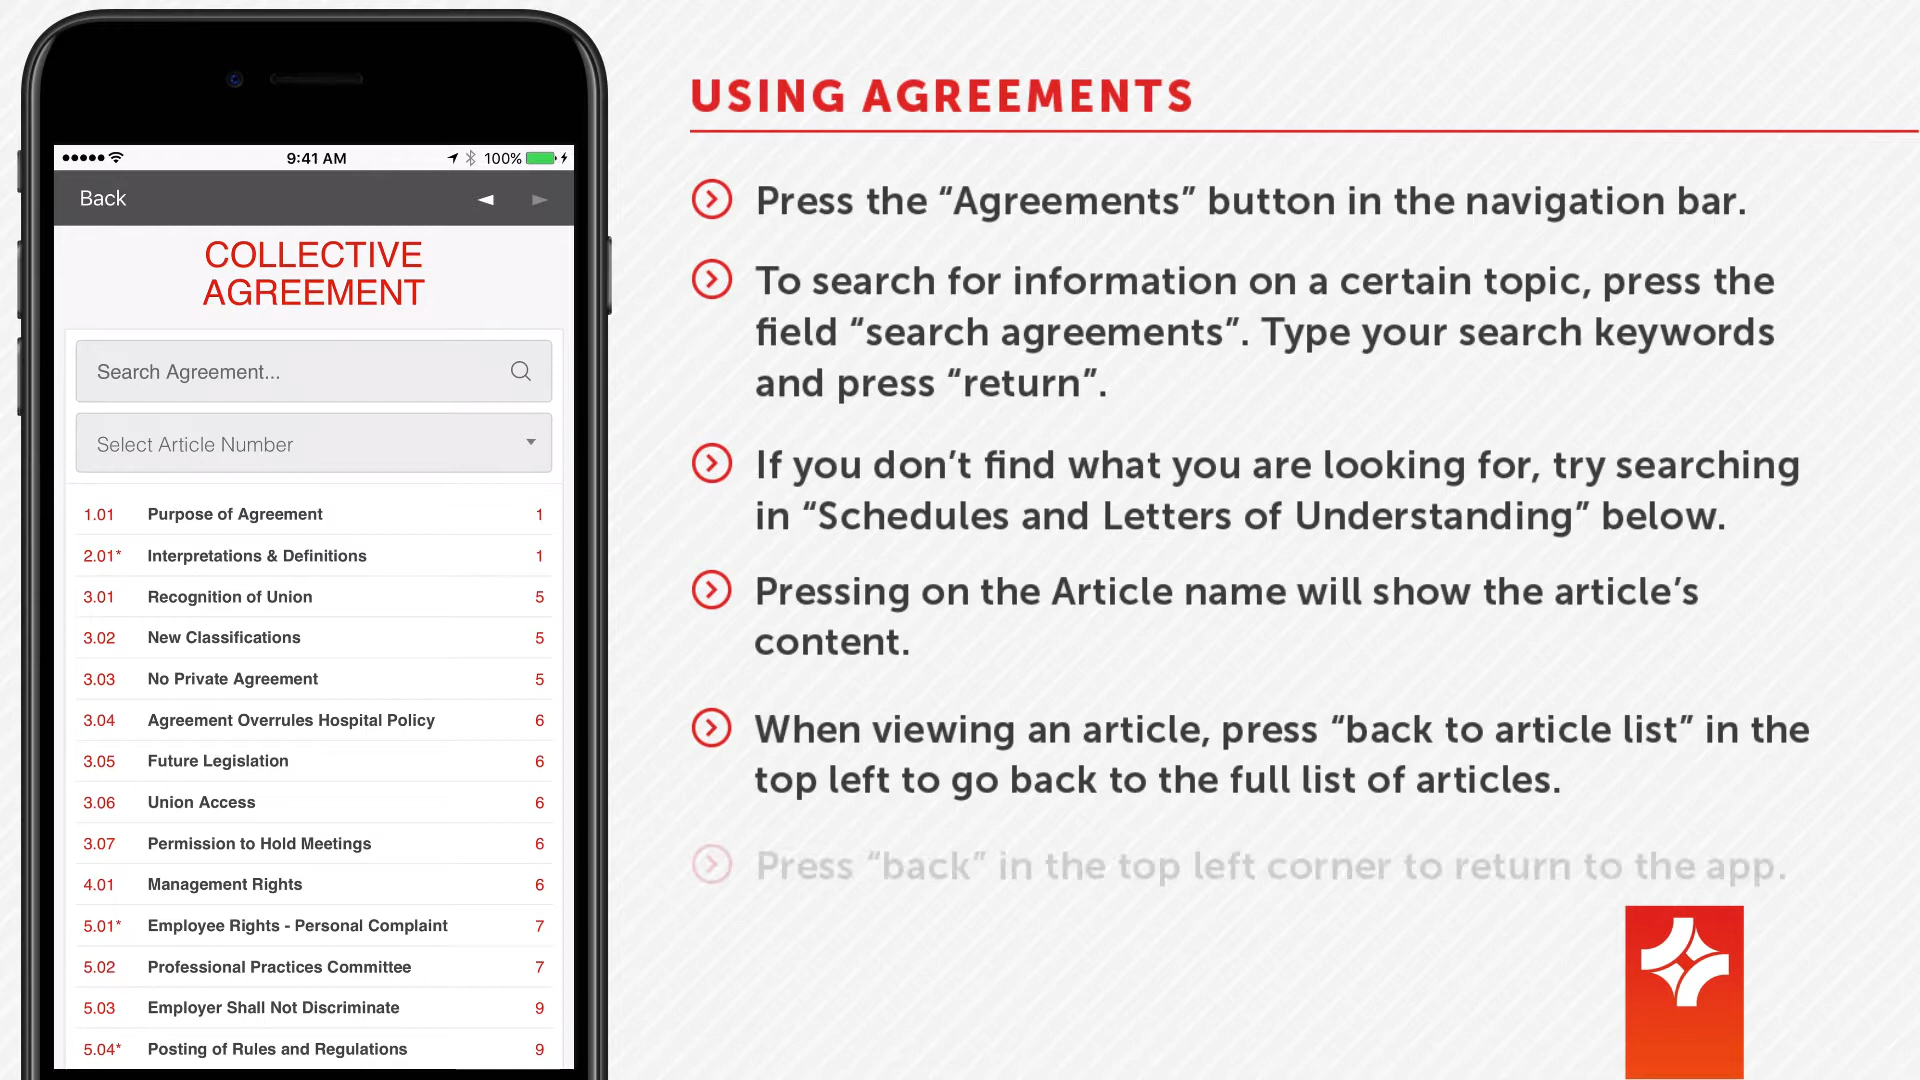 9:41 AM
100%
Back
COLLECTIVE
AGREEMENT
Search Agreement...
Select Article Number
1.01 Purpose of Agreement 1
2.01* Interpretations & Definitions 1
3.01 Recognition of Union 5
3.02 New Classifications 5
3.03 No Private Agreement 5
3.04 Agreement Overrules Hospital Policy 6
3.05 Future Legislation 6
3.06 Union Access 6
3.07 Permission to Hold Meetings 6
4.01 Management Rights 6
5.01* Employee Rights - Personal Complaint 7
5.02 Professional Practices Committee 7
5.03 Employer Shall Not Discriminate 9
5.04* Posting of Rules and Regulations 9
USING AGREEMENTS
Press the “Agreements” button in the navigation bar.
To search for information on a certain topic, press the
field “search agreements”. Type your search keywords
and press “return”.
If you don’t find what you are looking for, try searching
in “Schedules and Letters of Understanding” below.
Pressing on the Article name will show the article’s
content.
When viewing an article, press “back to article list” in the
top left to go back to the full list of articles.
Press “back” in the top left corner to return to the app.